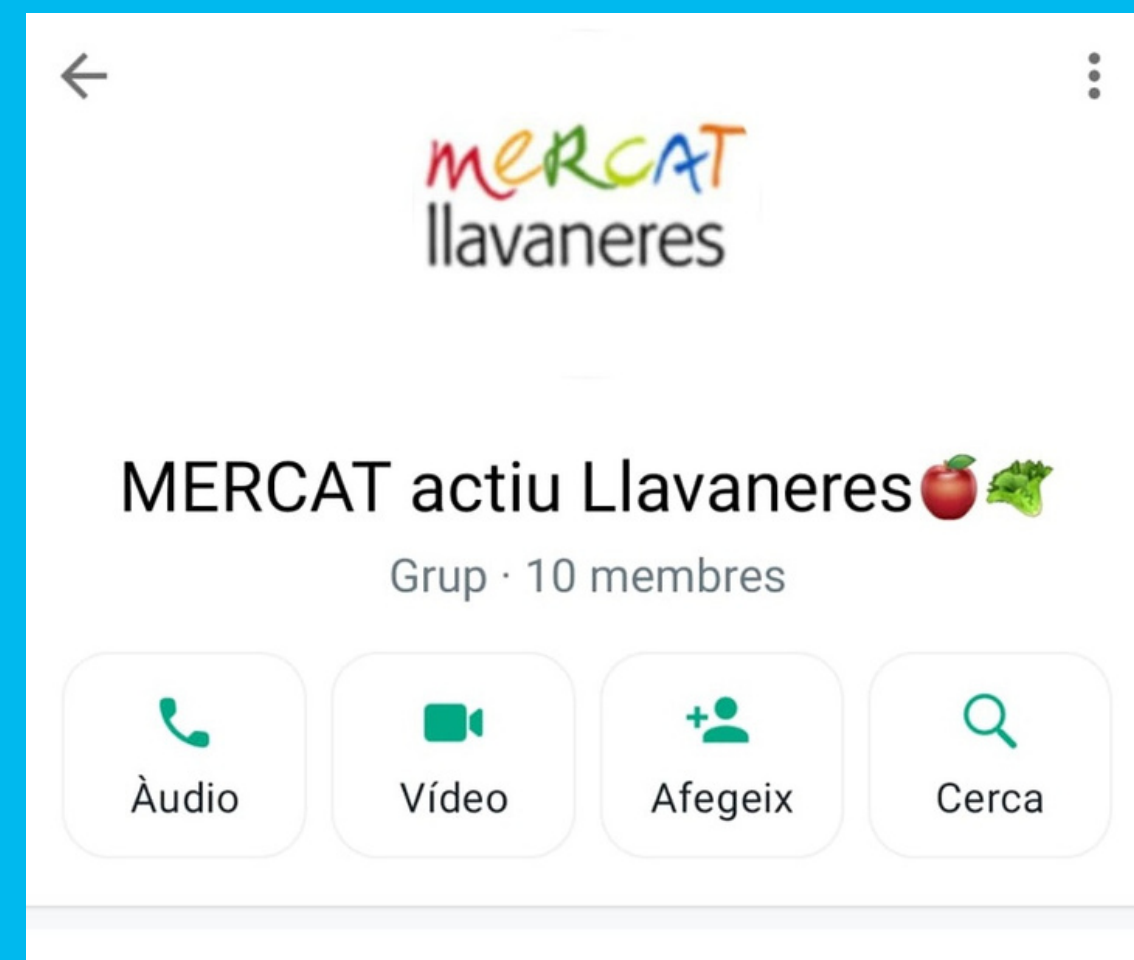 MERCAT
llavaneres
MERCAT actiu Llavaneres🍎🥬
Grup · 10 membres
Àudio Vídeo Afegeix Cerca